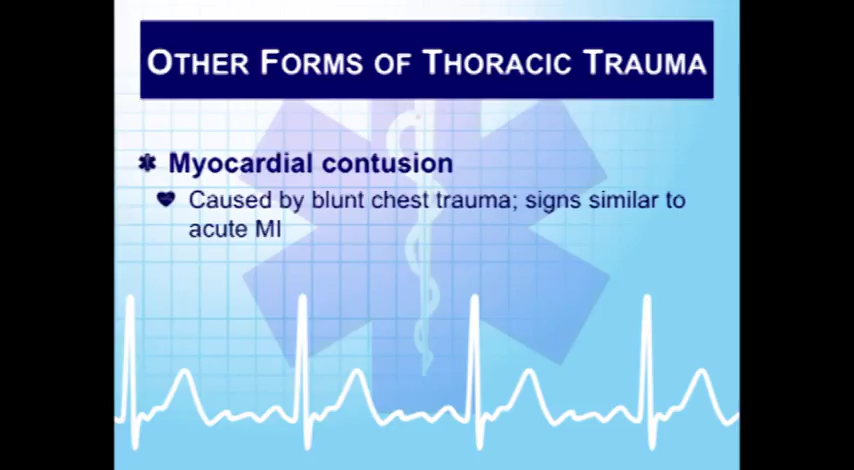 OTHER FORMS OF THORACIC TRAUMA
Myocardial contusion
Caused by blunt chest trauma; signs similar to
acute MI